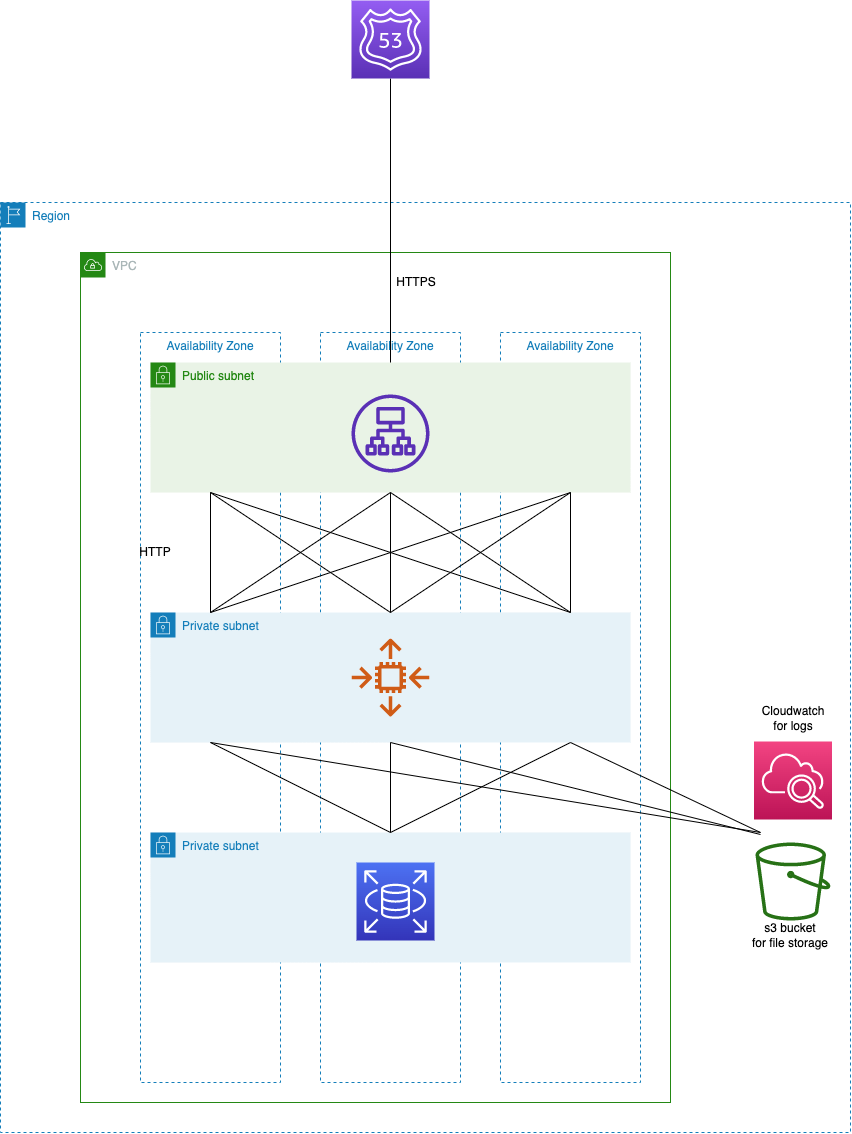 53
Region
VPC
HTTPS
Availability Zone
Availability Zone
Availability Zone
Public subnet
HTTP
Private subnet
Cloudwatch
for logs
Private subnet
s3 bucket
for file storage